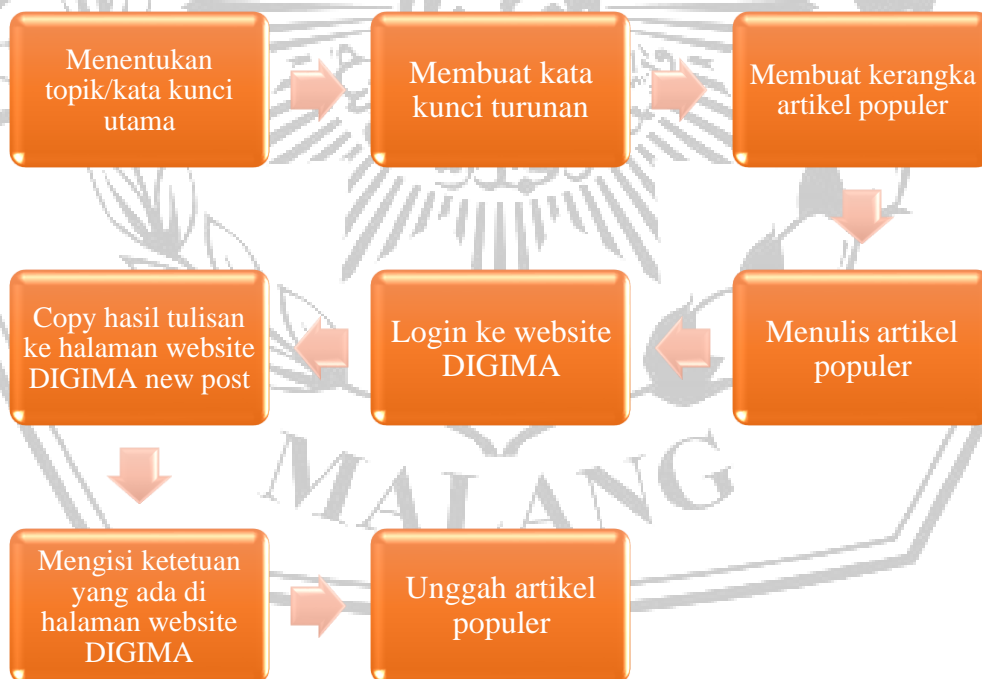 Menentukan
topik/kata kunci
utama
Membuat kata
kunci turunan
Membuat kerangka
artikel populer
Menulis artikel
populer
Login ke website
DIGIMA
Copy hasil tulisan
ke halaman website
DIGIMA new post
Mengisi ketetuan
yang ada di
halaman website
DIGIMA
Unggah artikel
populer
MALANG